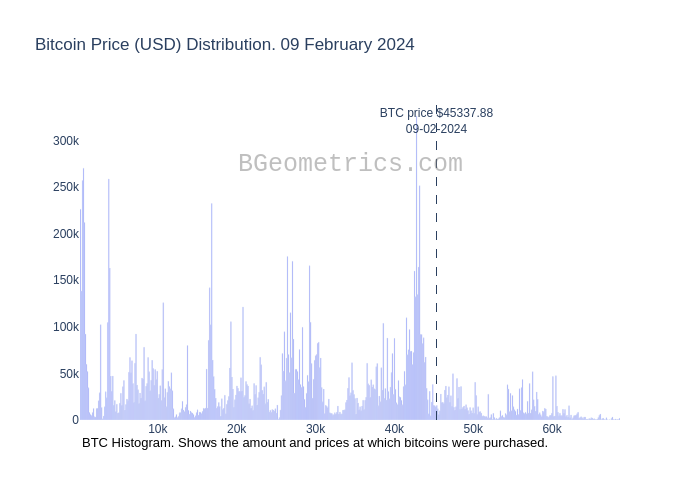 Bitcoin Price (USD) Distribution. 09 February 2024
BTC price $45337.88
09-02-2024
BGeometrics.com
300k
250k
200k
150k
100k
50k
0
10k 20k 30k 40k 50k 60k
BTC Histogram. Shows the amount and prices at which bitcoins were purchased.